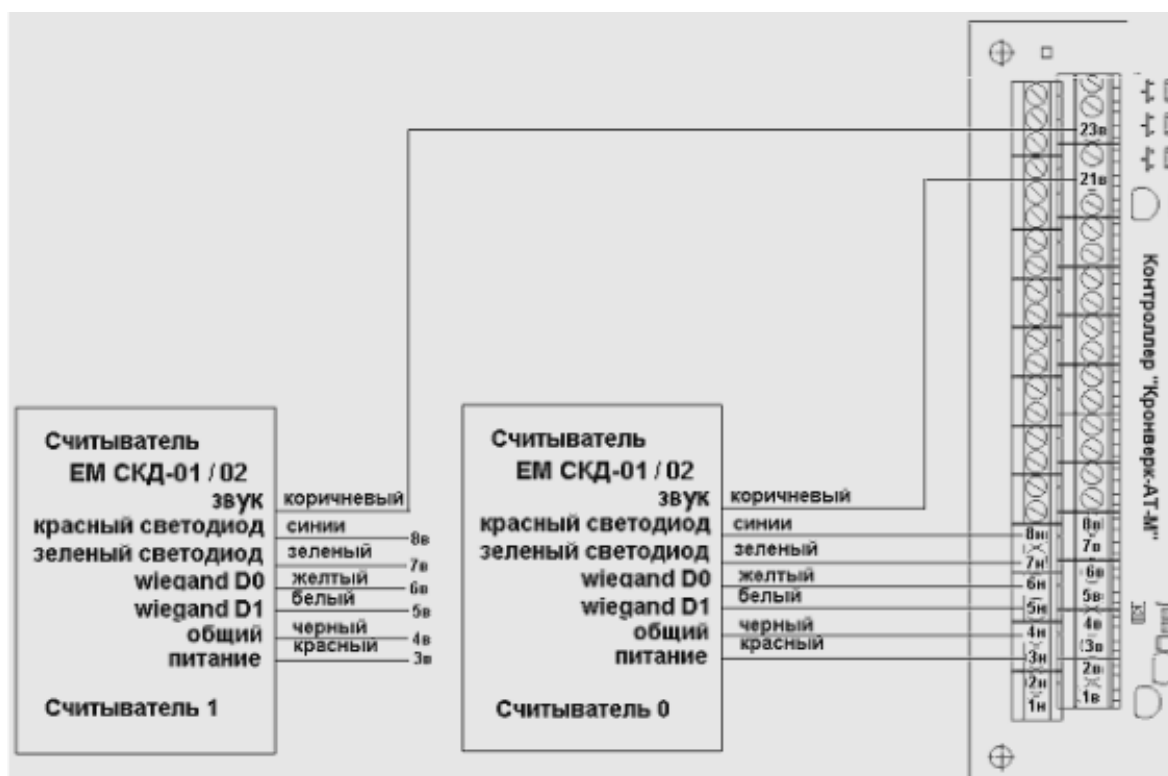 Считыватель
ЕМ СКД-01 / 02
звук коричневый
красный светодиод синии 8в
зеленый светодиод зеленый 7в
wiegand D0 желтый 6в
wiegand D1 белый 5в
общий черный 4в
питание красный 3в
Считыватель 1
Считыватель
ЕМ СКД-01 / 02
звук коричневый
красный светодиод синии
зеленый светодиод зеленый
wiegand D0 желтый
wiegand D1 белый
общий черный
питание красный
Считыватель 0
8н
7н
6н
5н
4н
3н
2н
1н
23в
21в
8в
7в
6в
5в
4в
3в
2в
1в
Контроллер "Кронверк-АТ-М"